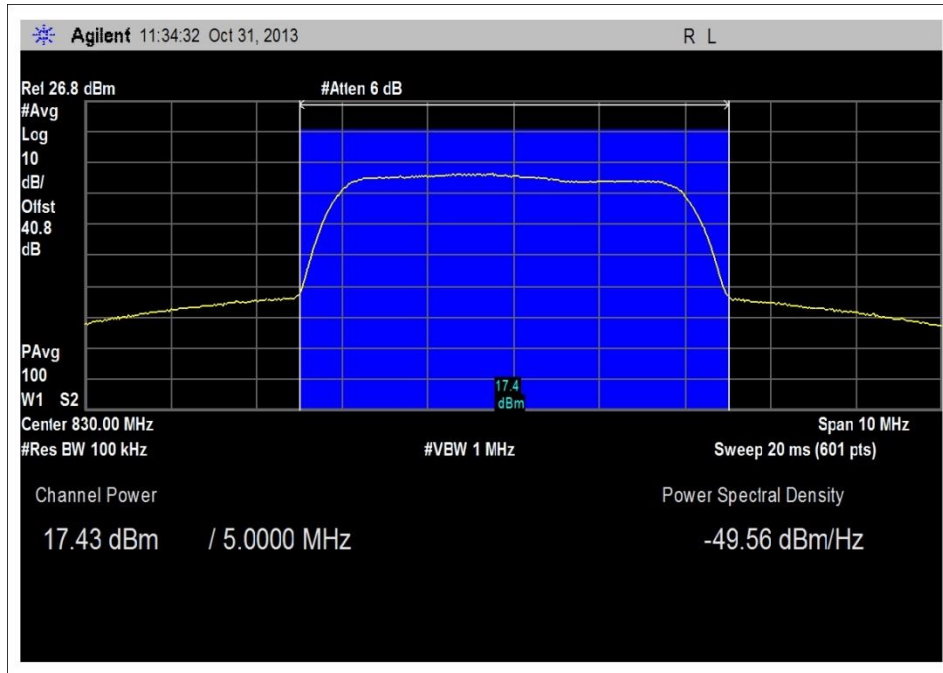 Agilent 11:34:32 Oct 31, 2013 R L
Ref 26.8 dBm #Atten 6 dB
#Avg
Log
10
dB/
Offst
40.8
dB
PAvg
100
W1 S2
17.4
dBm
Center 830.00 MHz Span 10 MHz
#Res BW 100 kHz #VBW 1 MHz Sweep 20 ms (601 pts)
Channel Power Power Spectral Density
17.43 dBm / 5.0000 MHz -49.56 dBm/Hz